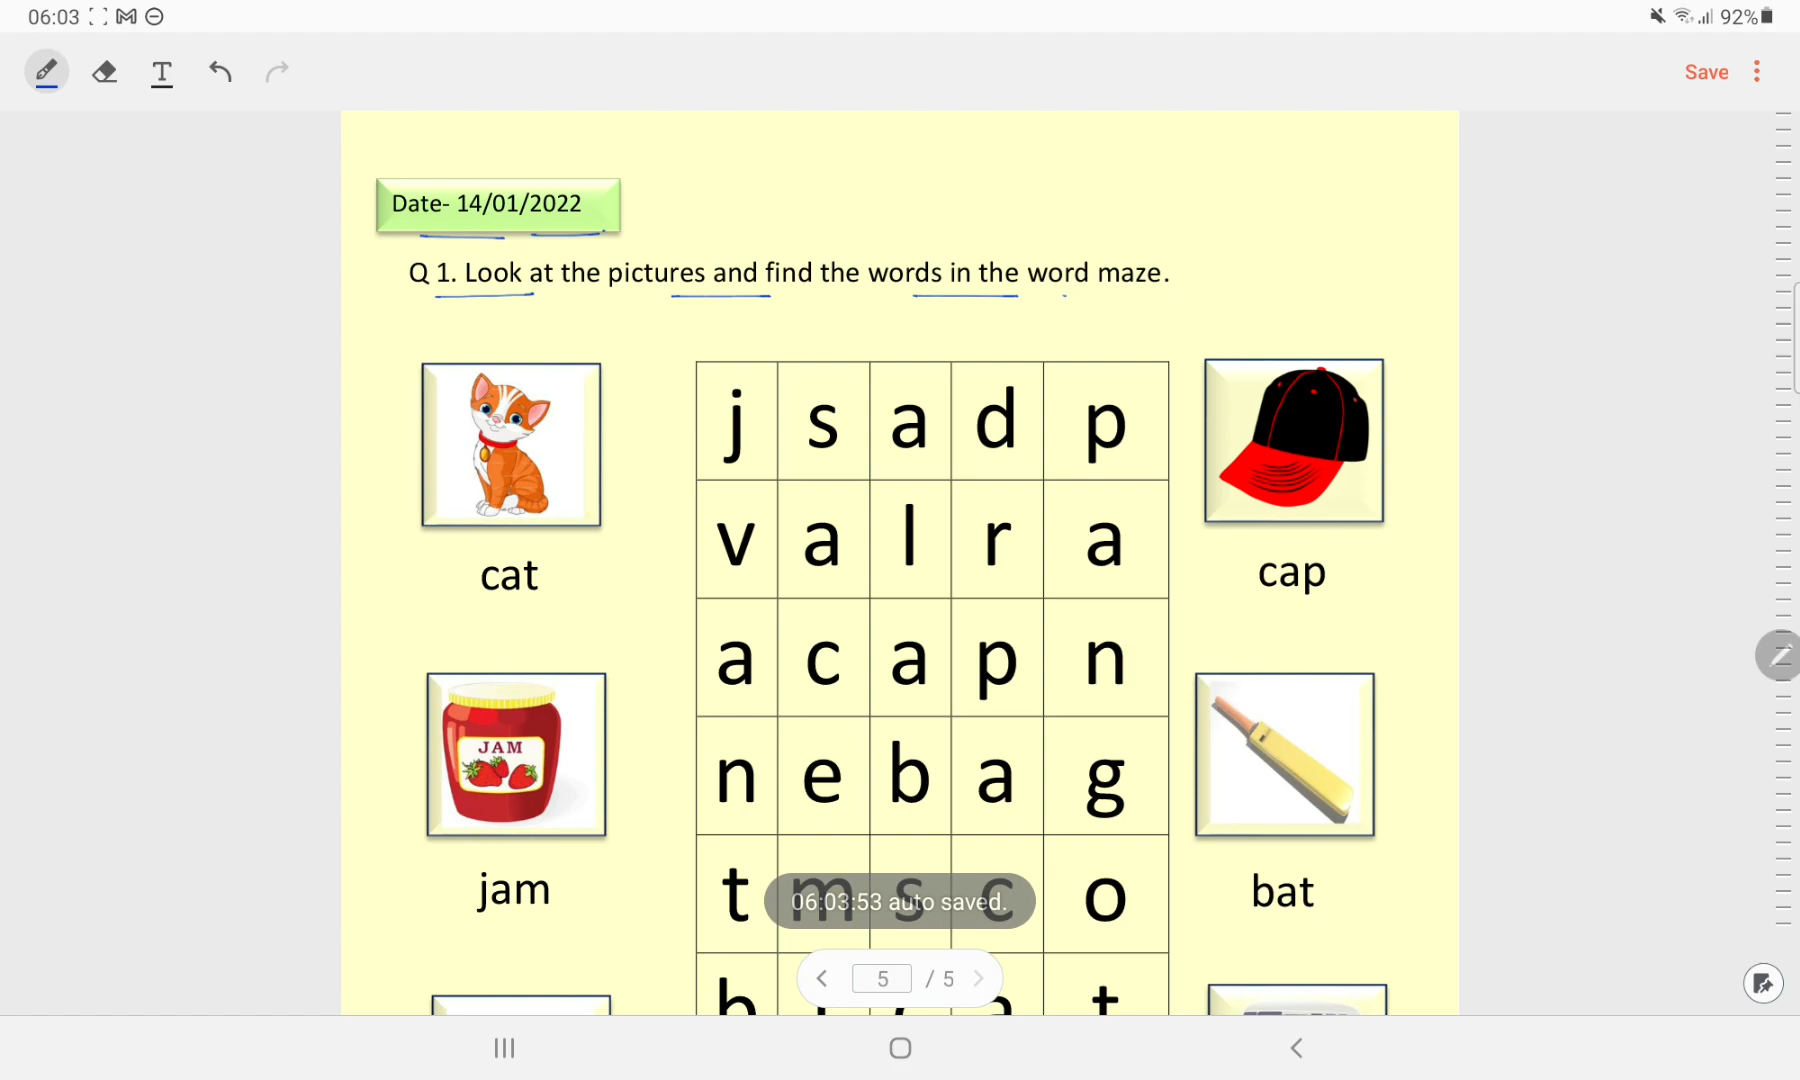 06:03
92%
Save
Date- 14/01/2022
Q 1. Look at the pictures and find the words in the word maze.
j s a d p
v a l r a
cat
cap
a c a p n
JAM
n e b a g
jam
t m s c o
bat
06:03:53 auto saved.
5 / 5